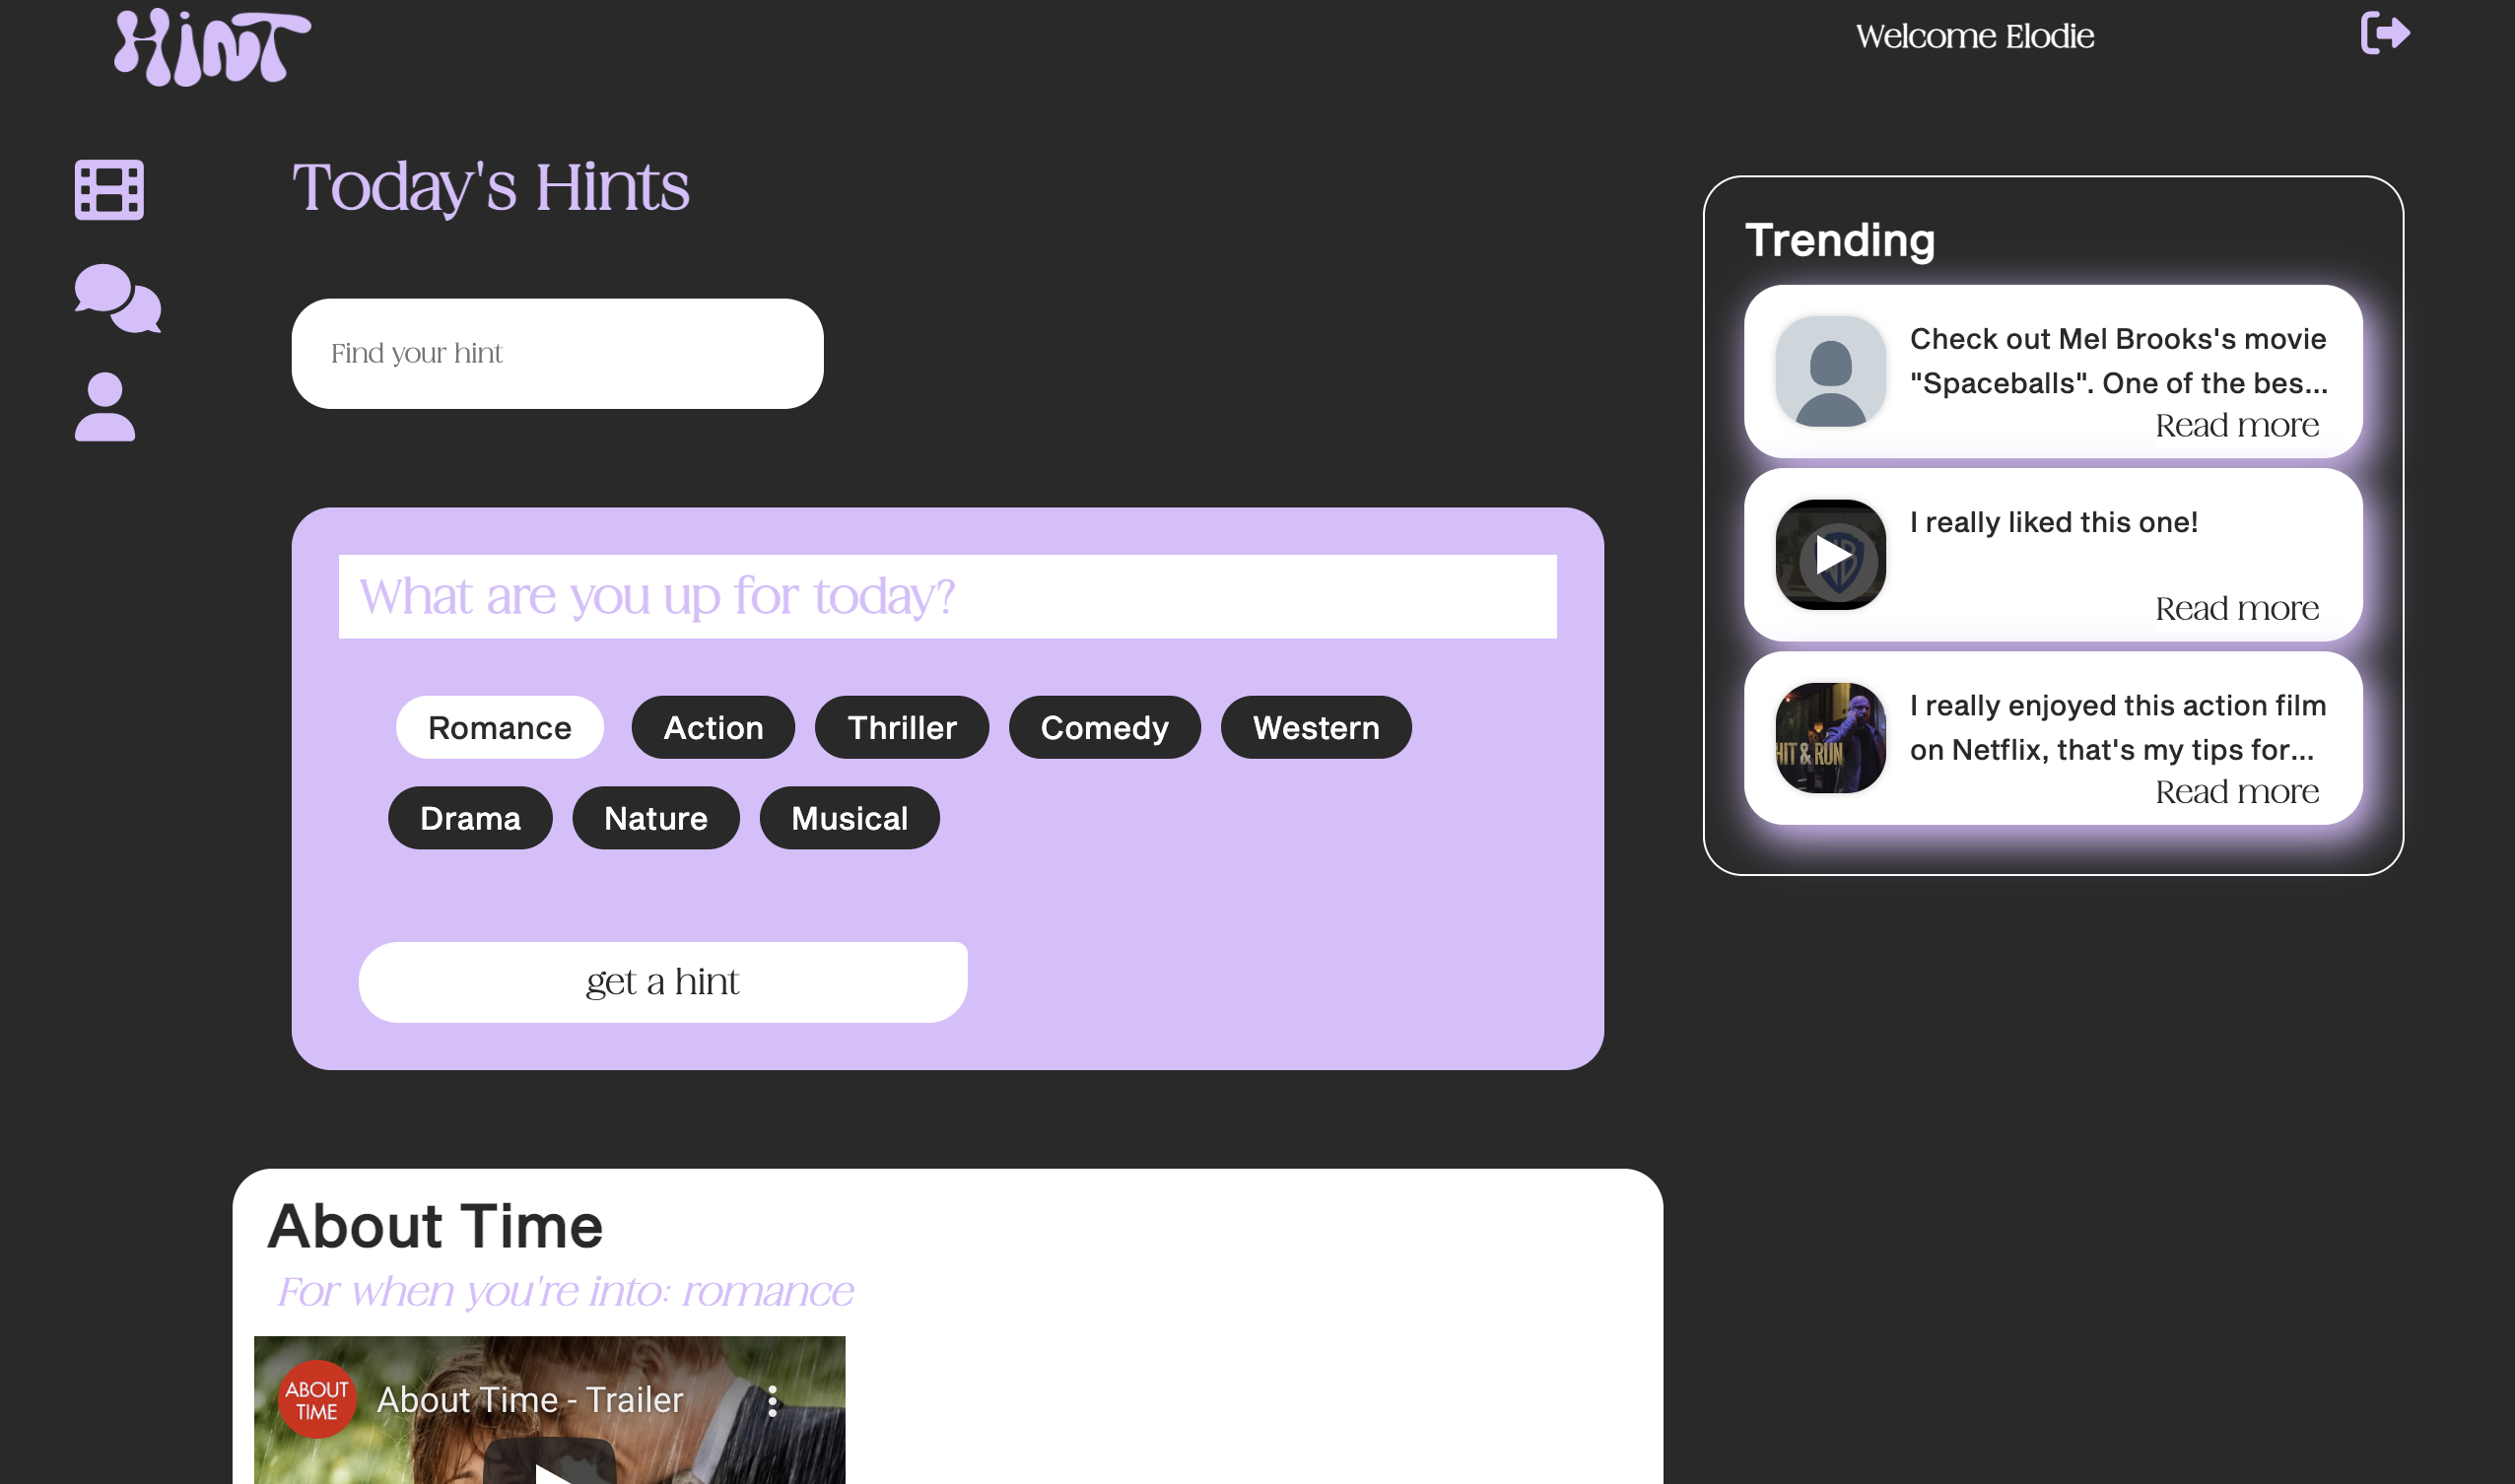 HiNT
Welcome Elodie
Today's Hints
Find your hint
What are you up for today?
Romance
Action
Thriller
Comedy
Western
Drama
Nature
Musical
get a hint
Trending
Check out Mel Brooks's movie
"Spaceballs". One of the bes...
Read more
I really liked this one!
WB
Read more
HIT & RUN
I really enjoyed this action film
on Netflix, that's my tips for...
Read more
About Time
For when you're into: romance
ABOUT
TIME
About Time - Trailer